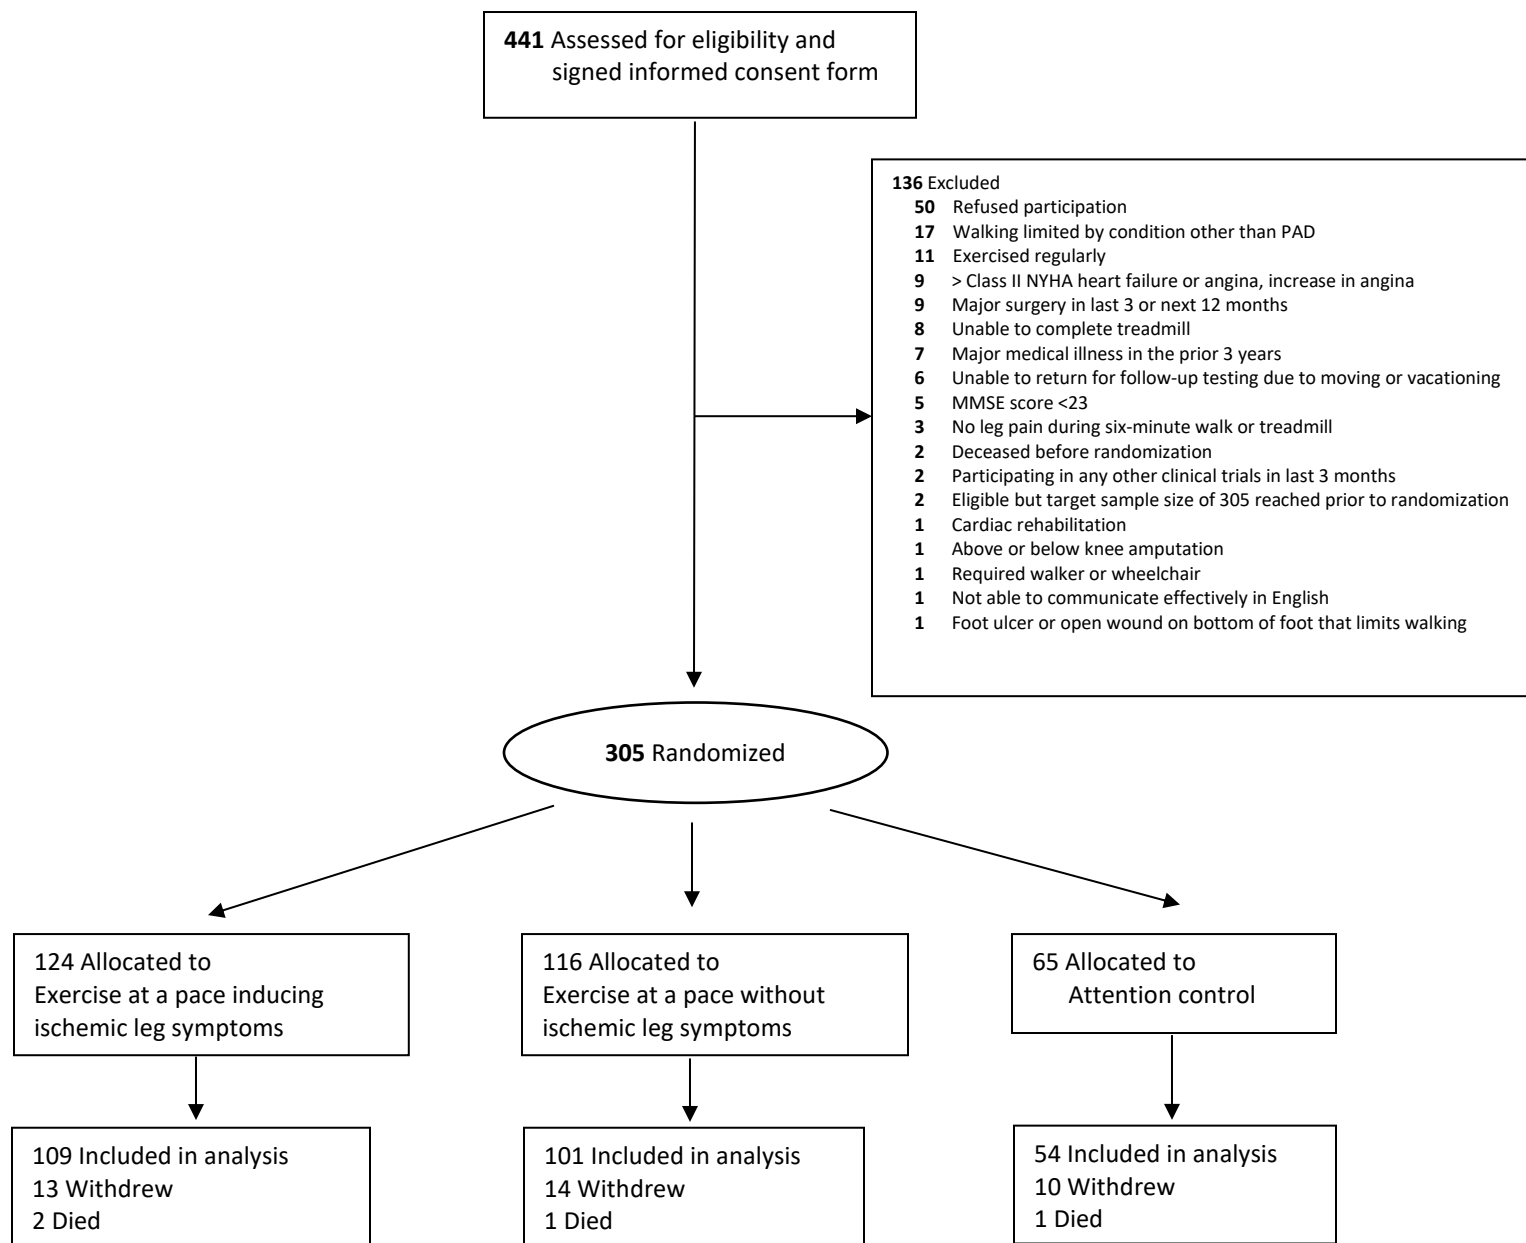 441 Assessed for eligibility and
signed informed consent form
136 Excluded
50 Refused participation
17 Walking limited by condition other than PAD
11 Exercised regularly
9 > Class II NYHA heart failure or angina, increase in angina
9 Major surgery in last 3 or next 12 months
8 Unable to complete treadmill
7 Major medical illness in the prior 3 years
6 Unable to return for follow-up testing due to moving or vacationing
5 MMSE score <23
3 No leg pain during six-minute walk or treadmill
2 Deceased before randomization
2 Participating in any other clinical trials in last 3 months
2 Eligible but target sample size of 305 reached prior to randomization
1 Cardiac rehabilitation
1 Above or below knee amputation
1 Required walker or wheelchair
1 Not able to communicate effectively in English
1 Foot ulcer or open wound on bottom of foot that limits walking
305 Randomized
124 Allocated to
Exercise at a pace inducing
ischemic leg symptoms
116 Allocated to
Exercise at a pace without
ischemic leg symptoms
65 Allocated to
Attention control
109 Included in analysis
13 Withdrew
2 Died
101 Included in analysis
14 Withdrew
1 Died
54 Included in analysis
10 Withdrew
1 Died